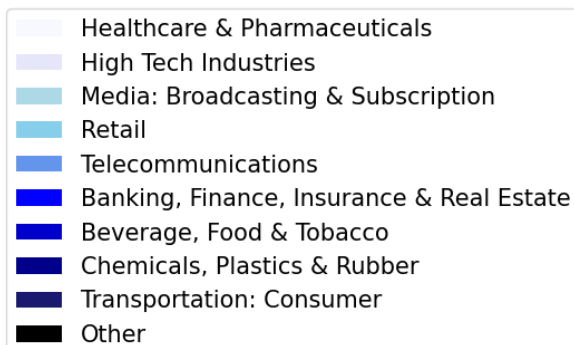 Healthcare & Pharmaceuticals
High Tech Industries
Media: Broadcasting & Subscription
Retail
Telecommunications
Banking, Finance, Insurance & Real Estate
Beverage, Food & Tobacco
Chemicals, Plastics & Rubber
Transportation: Consumer
Other